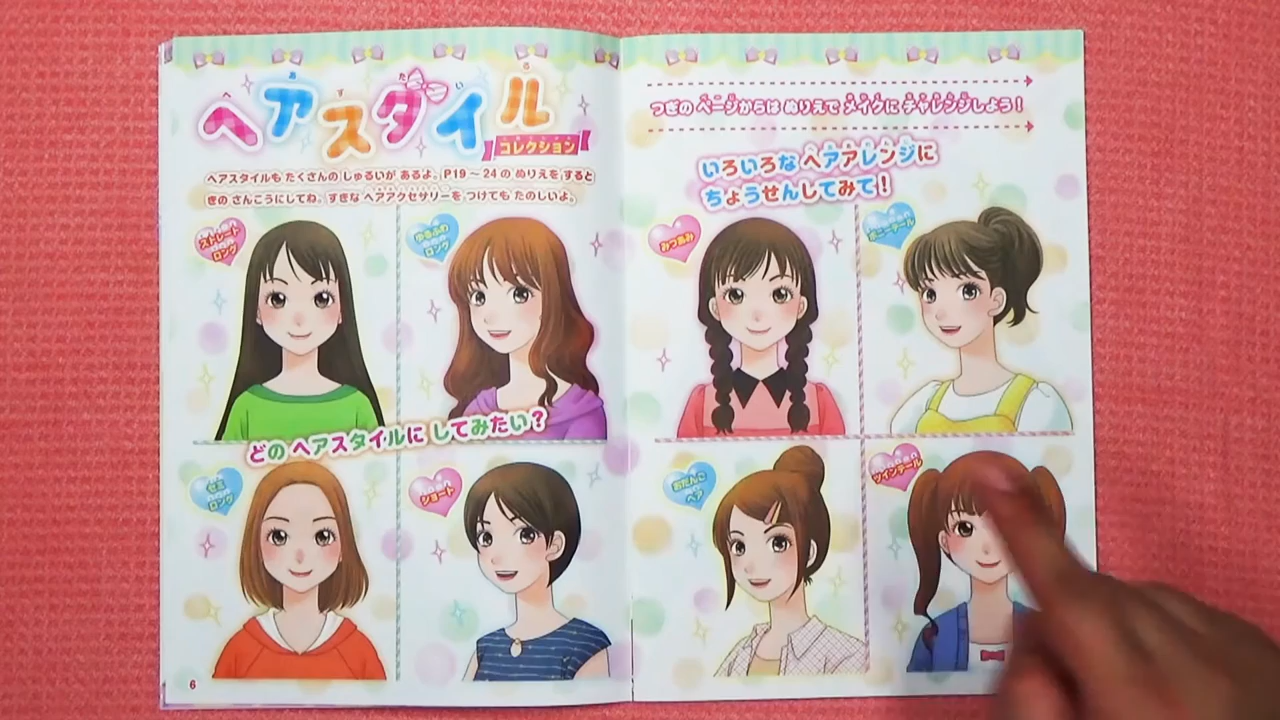 ヘアスタイル
コレクション
ヘアスタイルも たくさんの しゅるいが あるよ。P19～24の ぬりえを すると
きの さんこうにしてね。すきな ヘアアクセサリーを つけても たのしいよ。
ストレート
ロング
ゆるふわ
ロング
どの ヘアスタイルに してみたい？
セミ
ロング
ショート
6
つぎの ページからは ぬりえで メイクに チャレンジしよう！
いろいろな ヘアアレンジに
ちょうせんしてみて！
みつあみ
ポニーテール
おだんご
ヘア
ツインテール